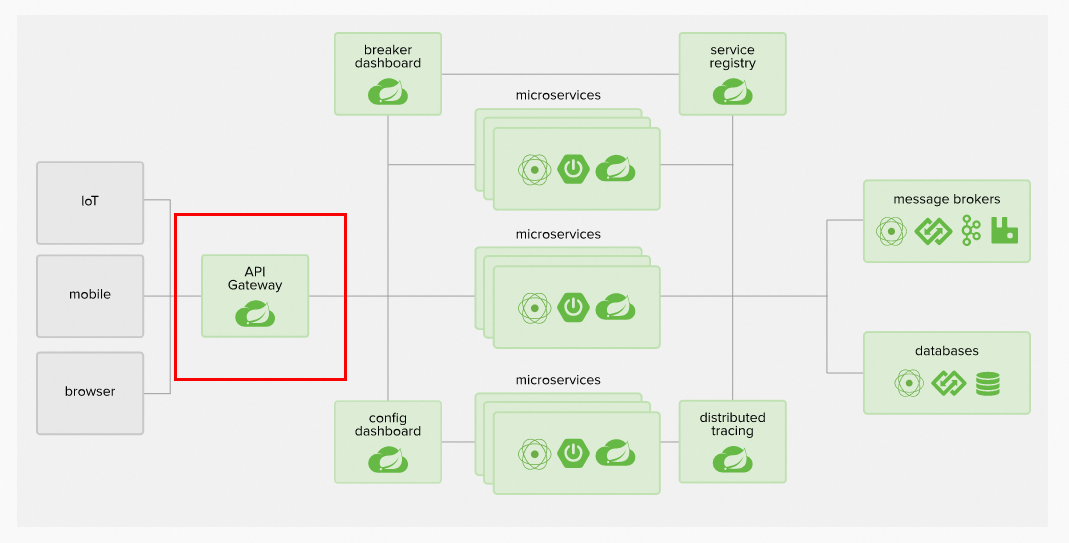 breaker
dashboard
service
registry
microservices
IoT
mobile
browser
API
Gateway
microservices
message brokers
databases
microservices
config
dashboard
distributed
tracing